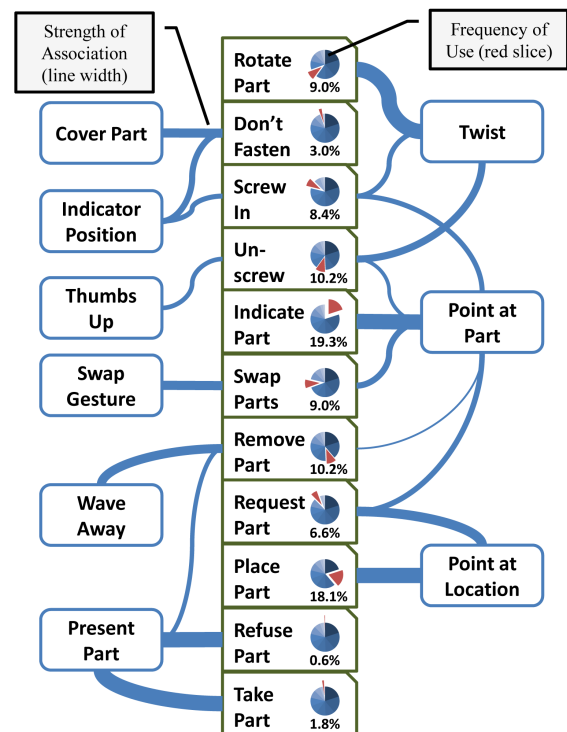 Strength of
Association
(line width)
Frequency of
Use (red slice)
Rotate
Part
9.0%
Cover Part
Don't
Fasten
3.0%
Twist
Indicator
Position
Screw
In
8.4%
Un-
screw
10.2%
Thumbs
Up
Indicate
Part
19.3%
Point at
Part
Swap
Gesture
Swap
Parts
9.0%
Remove
Part
10.2%
Wave
Away
Request
Part
6.6%
Place
Part
18.1%
Point at
Location
Present
Part
Refuse
Part
0.6%
Take
Part
1.8%